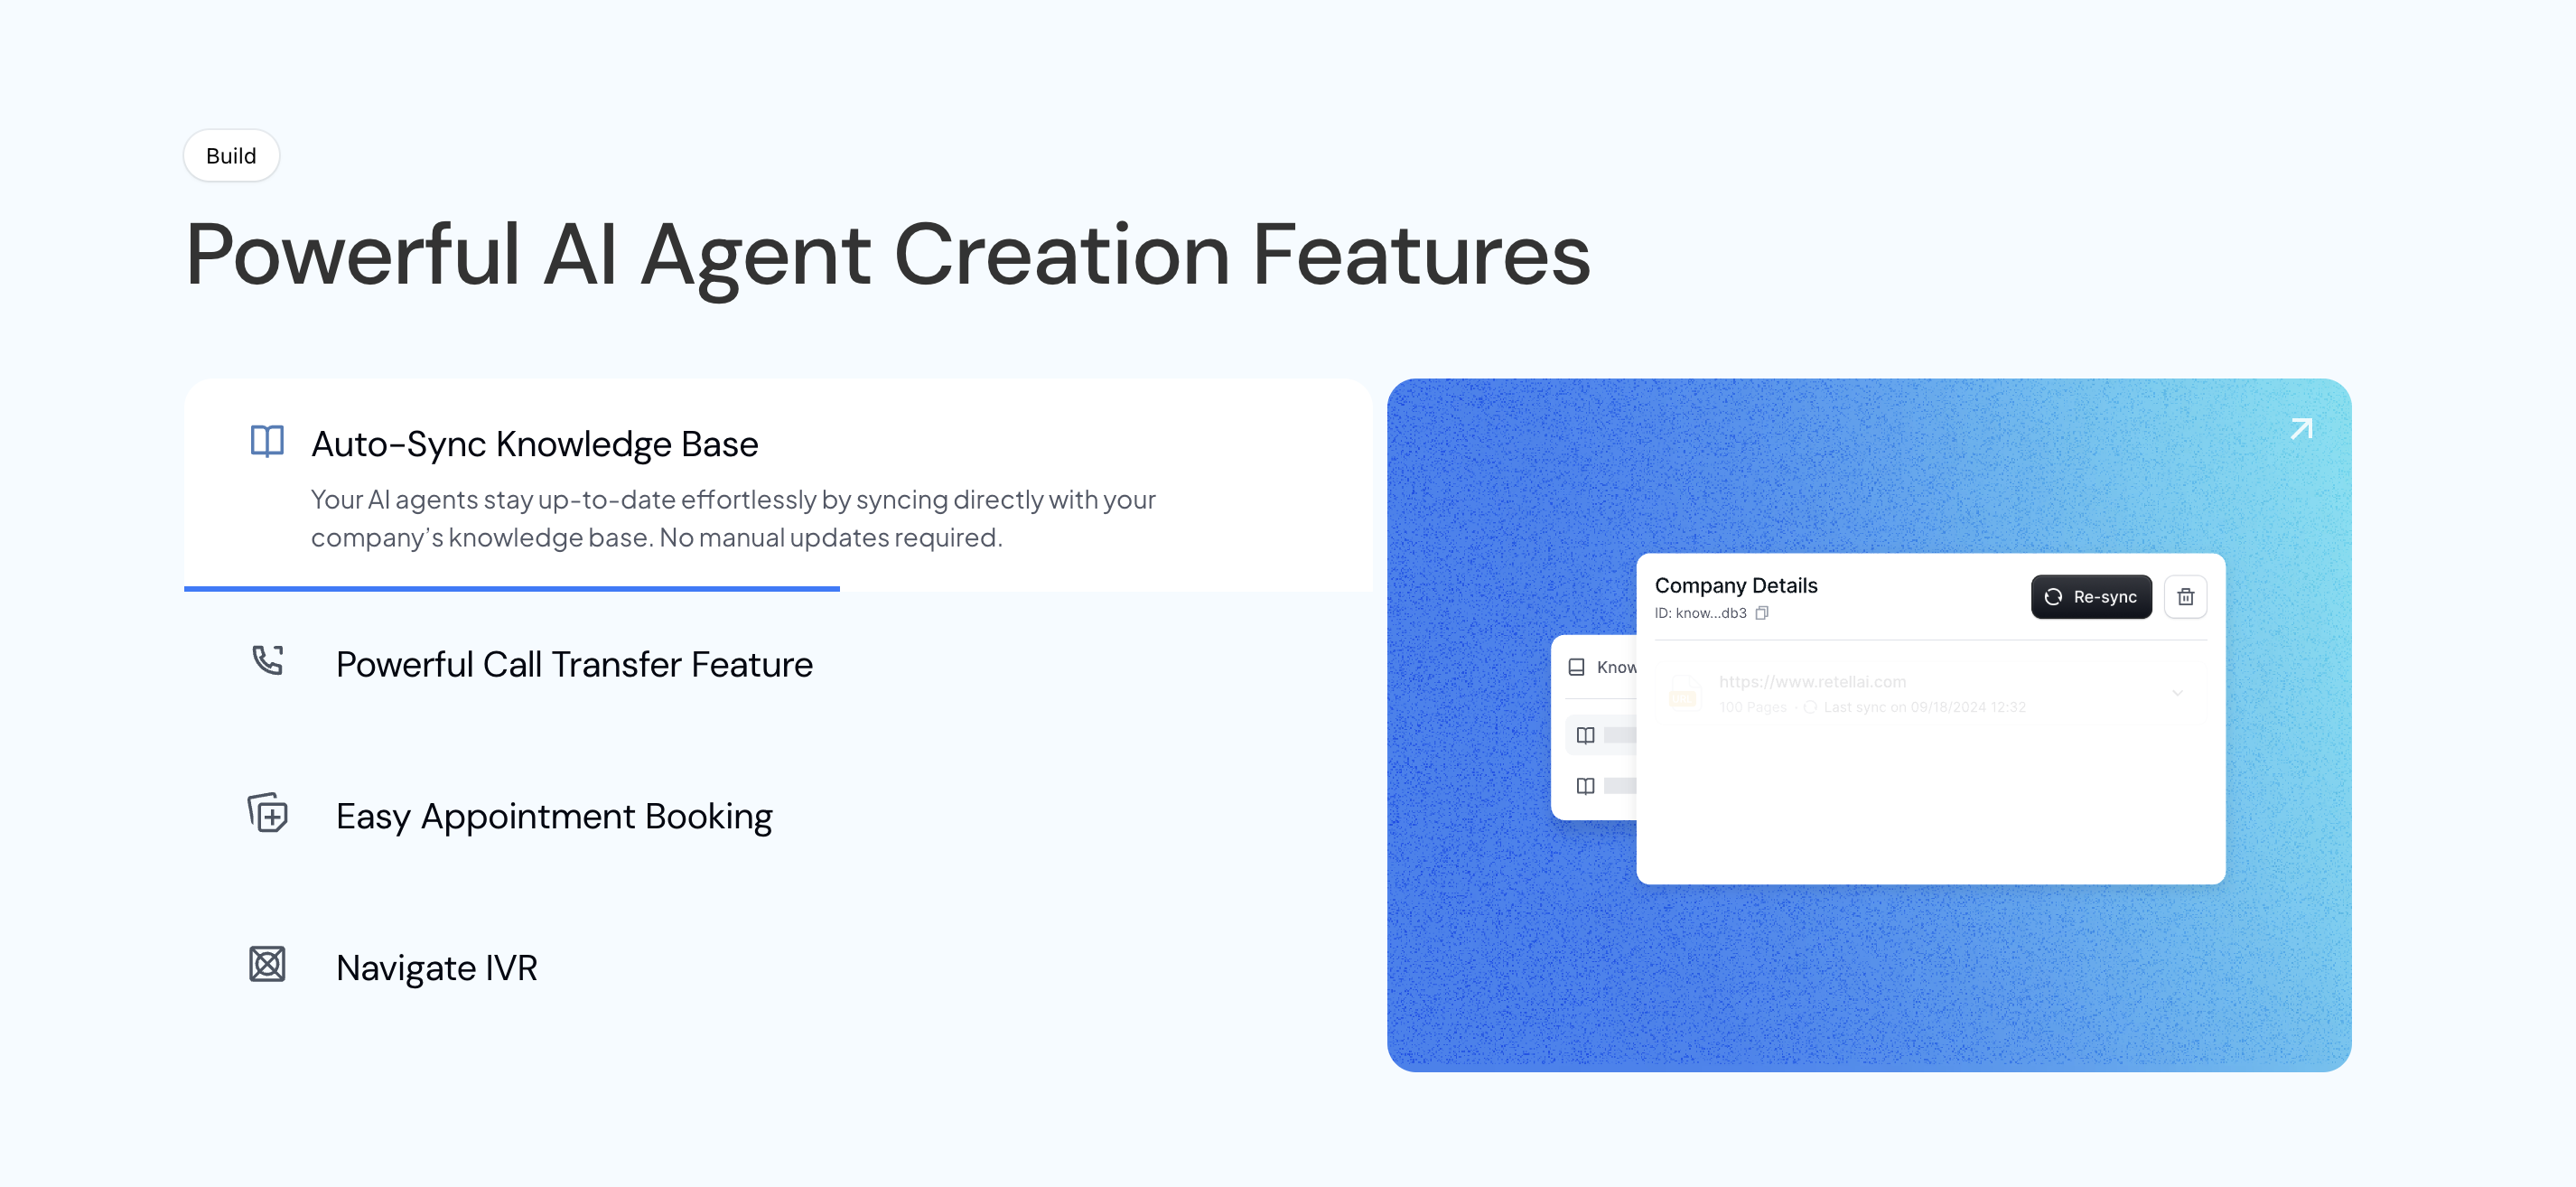 Build
Powerful AI Agent Creation Features
Auto-Sync Knowledge Base
Your AI agents stay up-to-date effortlessly by syncing directly with your
company’s knowledge base. No manual updates required.
Powerful Call Transfer Feature
Easy Appointment Booking
Navigate IVR
Company Details
Re-sync
ID: know...db3
Know
https://www.retellai.com
100 Pages - Last sync on 09/18/2024 12:32